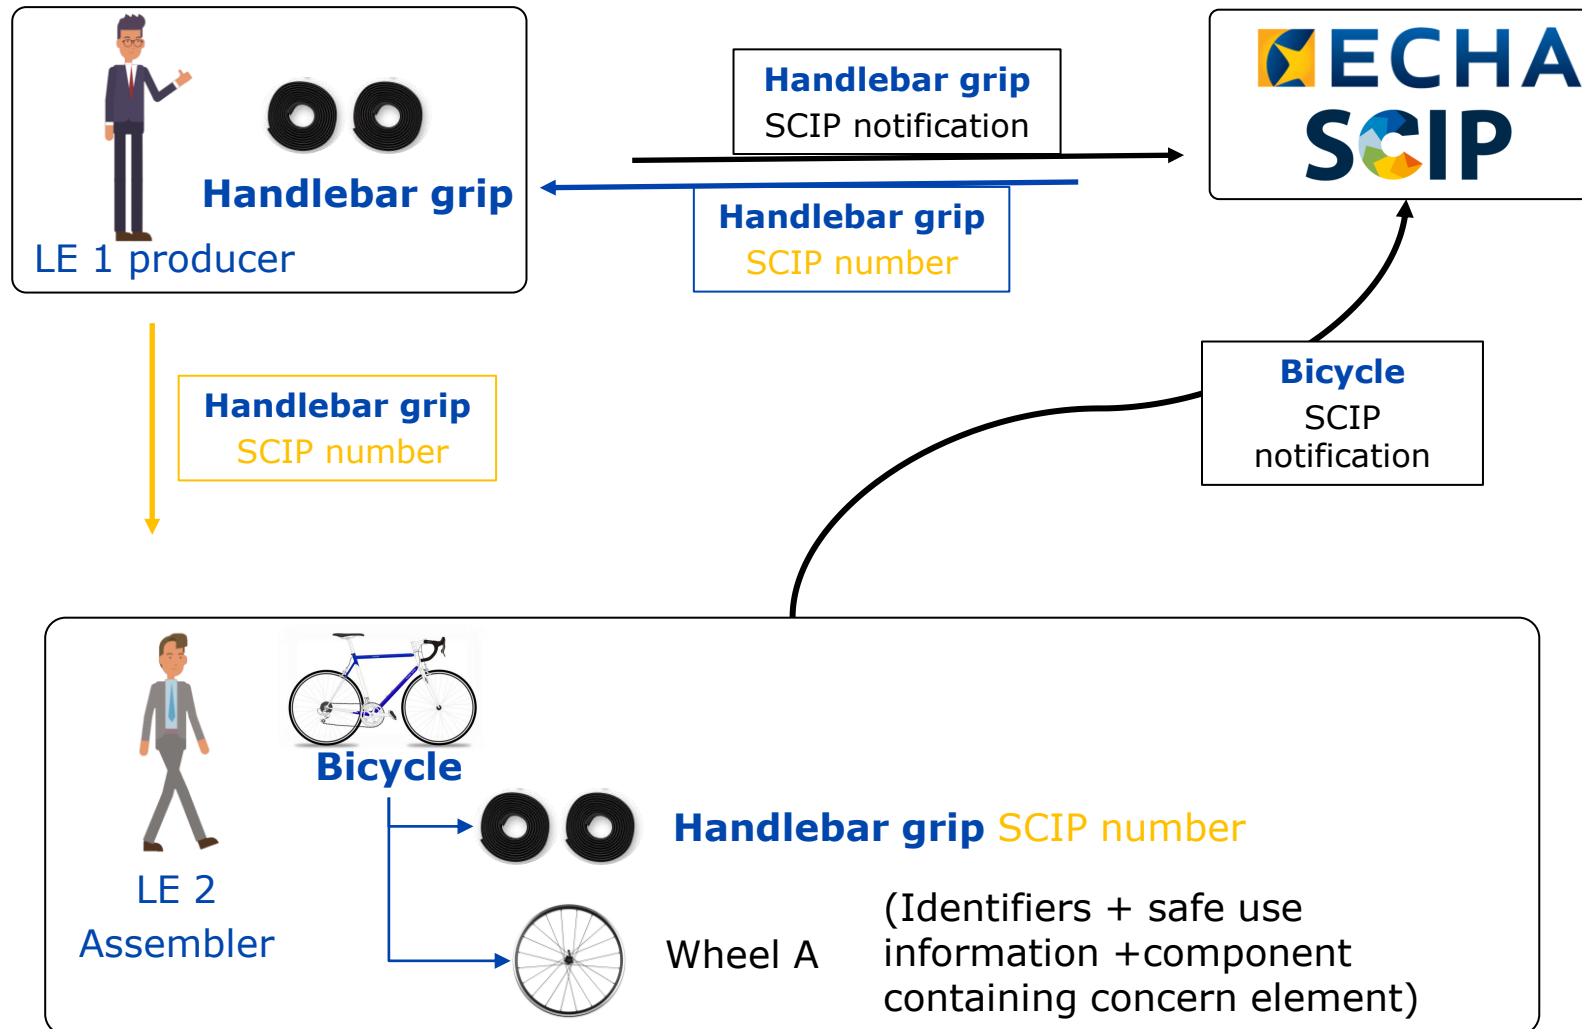 Handlebar grip
LE 1 producer
Handlebar grip
SCIP notification
Handlebar grip
SCIP number
ECHA
SCIP
Handlebar grip
SCIP number
Bicycle
SCIP
notification
Bicycle
LE 2
Assembler
Handlebar grip SCIP number
Wheel A
(Identifiers + safe use
information +component
containing concern element)